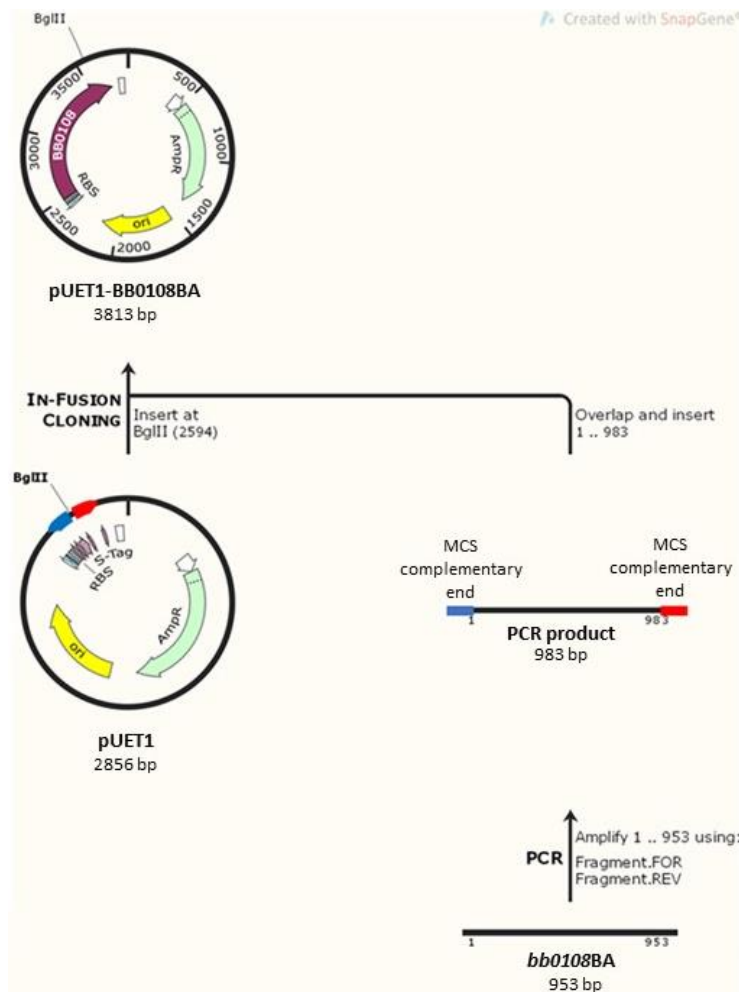 Created with SnapGene®
BglII
500
1000
1500
2000
2500
3000
3500
BB0108
RBS
AmpR
ori
pUET1-BB0108BA
3813 bp
IN-FUSION
CLONING
Insert at
BglII (2594)
Overlap and insert
1 .. 983
BglII
S-Tag
RBS
AmpR
ori
pUET1
2856 bp
MCS
complementary
end
MCS
complementary
end
1
983
PCR product
983 bp
PCR
Amplify 1 .. 953 using:
Fragment.FOR
Fragment.REV
1
953
bb0108BA
953 bp